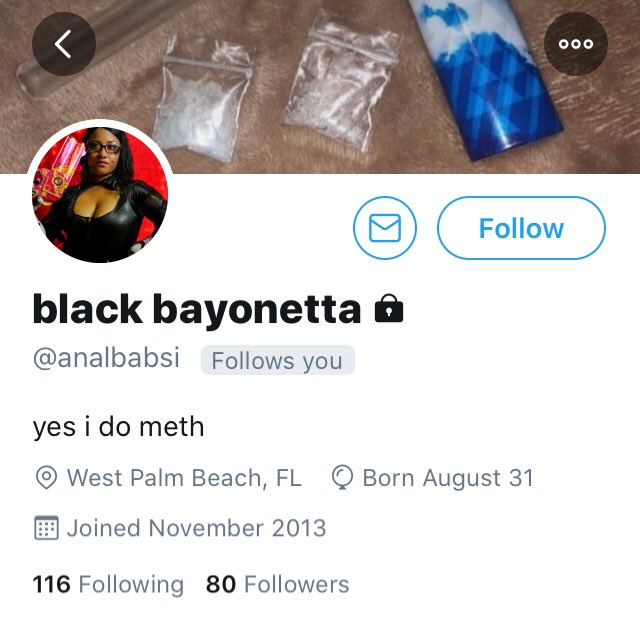 Follow
black bayonetta
@analbabsi Follows you
yes i do meth
West Palm Beach, FL Born August 31
Joined November 2013
116 Following 80 Followers